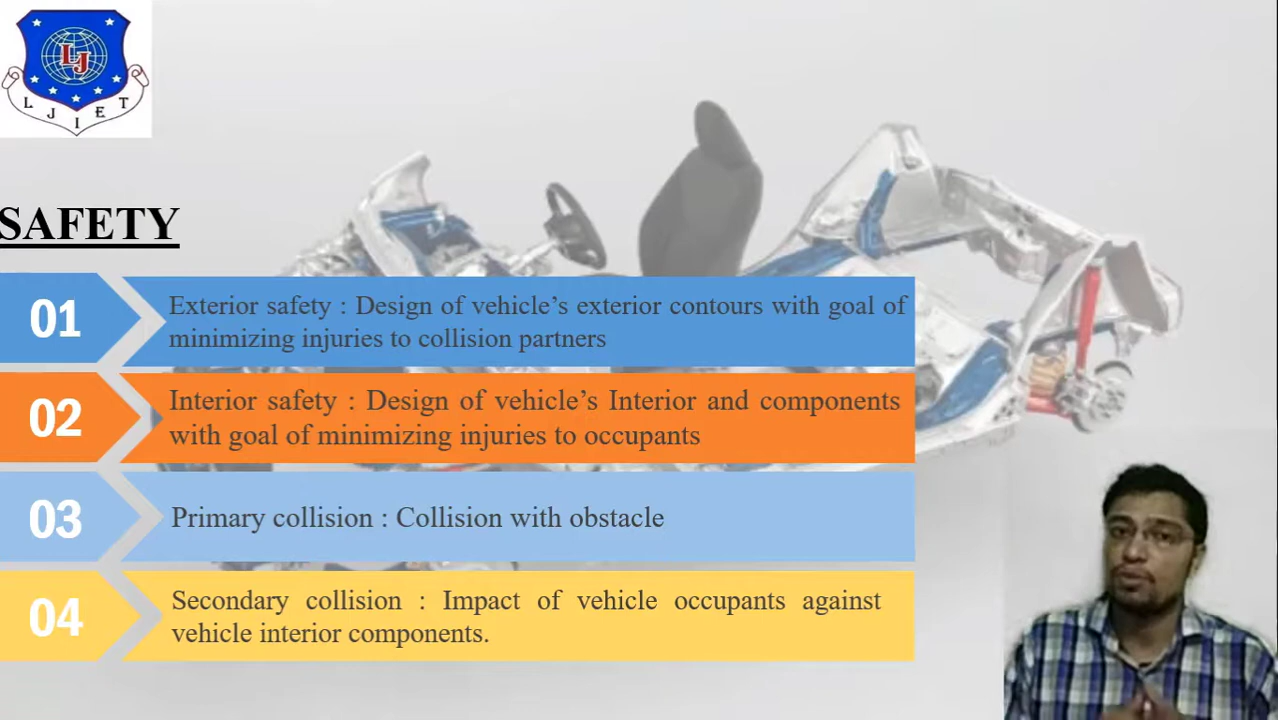 LJ
L J I E T
SAFETY
01
Exterior safety : Design of vehicle’s exterior contours with goal of
minimizing injuries to collision partners
02
Interior safety : Design of vehicle’s Interior and components
with goal of minimizing injuries to occupants
03
Primary collision : Collision with obstacle
04
Secondary collision : Impact of vehicle occupants against
vehicle interior components.